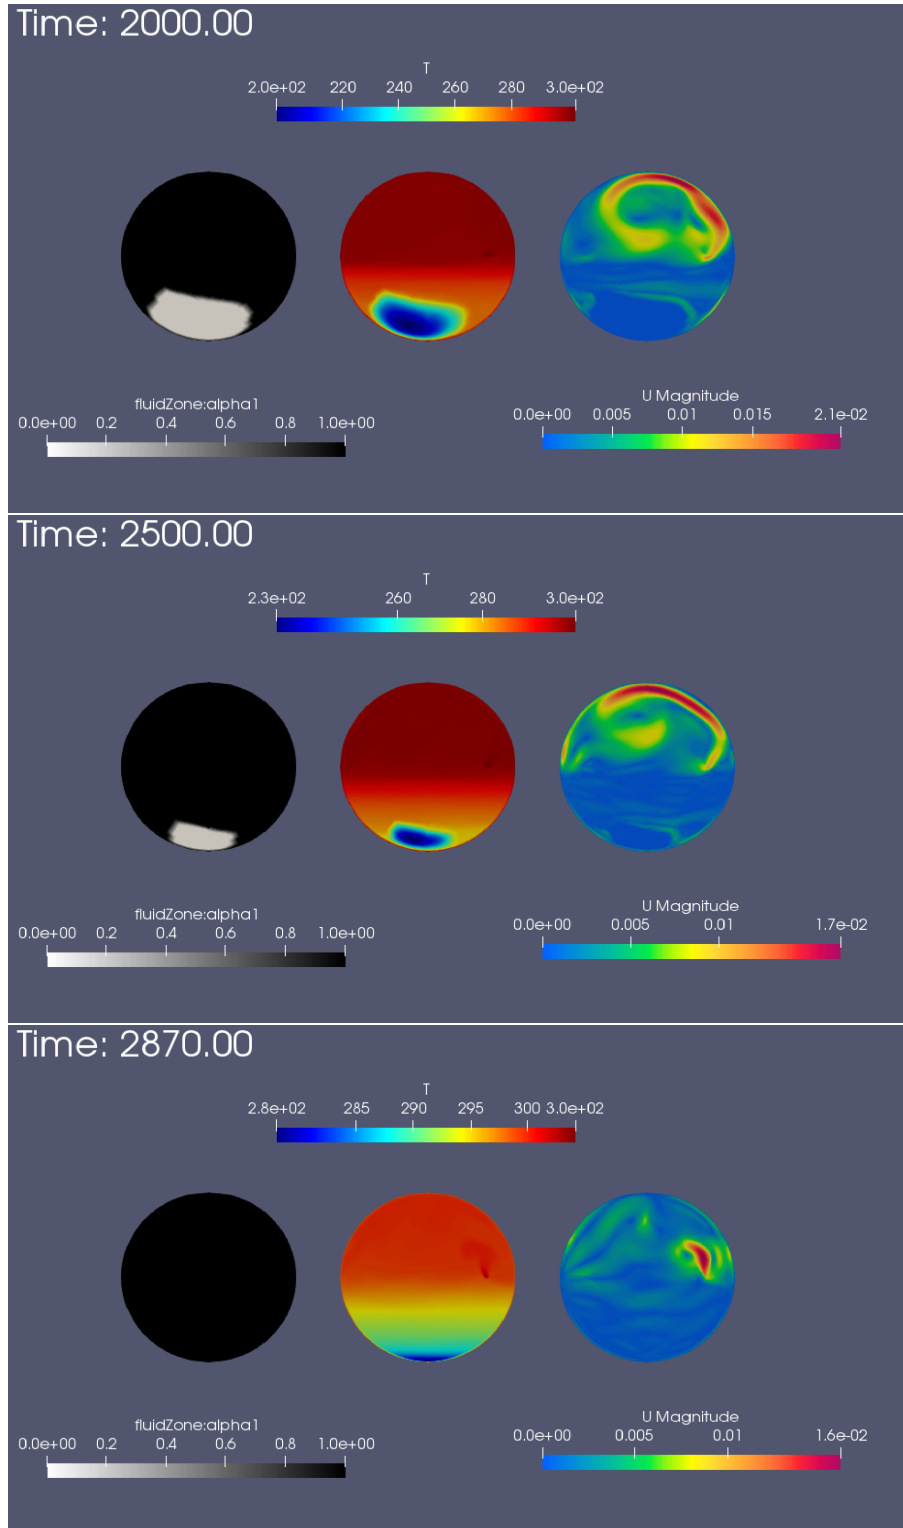 Time: 2000.00
T
2.0e+02 220 240 260 280 3.0e+02
fluidZone:alpha1
0.0e+00 0.2 0.4 0.6 0.8 1.0e+00
U Magnitude
0.0e+00 0.005 0.01 0.015 2.1e-02
Time: 2500.00
T
2.3e+02 260 280 3.0e+02
fluidZone:alpha1
0.0e+00 0.2 0.4 0.6 0.8 1.0e+00
U Magnitude
0.0e+00 0.005 0.01 1.7e-02
Time: 2870.00
T
2.8e+02 285 290 295 300 3.0e+02
fluidZone:alpha1
0.0e+00 0.2 0.4 0.6 0.8 1.0e+00
U Magnitude
0.0e+00 0.005 0.01 1.6e-02